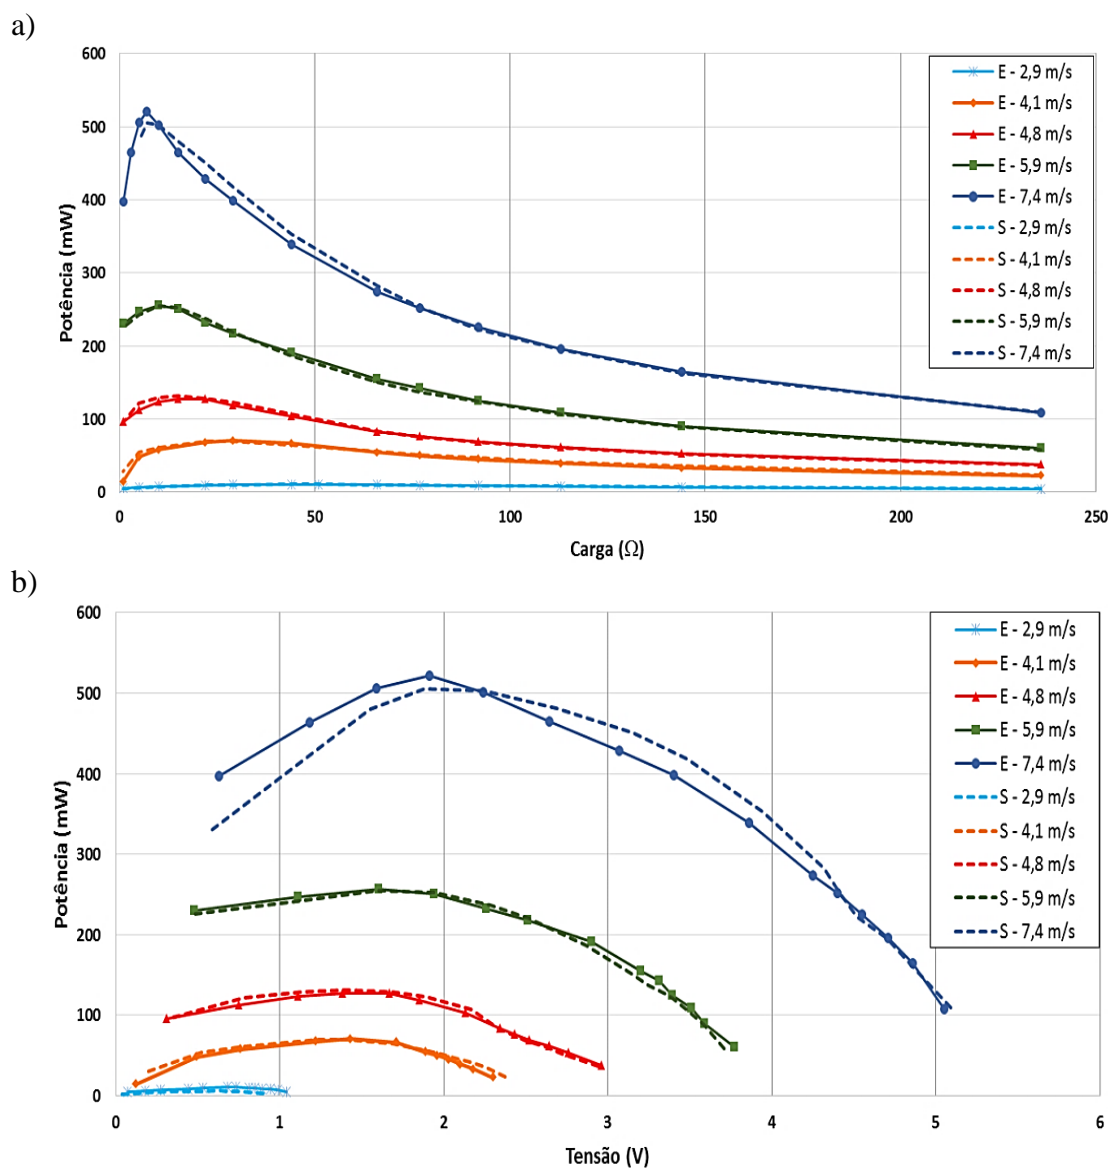 a)
600
500
400
300
200
100
0
Potência (mW)
0 50 100 150 200 250
Carga (Ω)
E - 2,9 m/s
E - 4,1 m/s
E - 4,8 m/s
E - 5,9 m/s
E - 7,4 m/s
S - 2,9 m/s
S - 4,1 m/s
S - 4,8 m/s
S - 5,9 m/s
S - 7,4 m/s
b)
600
500
400
300
200
100
0
Potência (mW)
0 1 2 3 4 5 6
Tensão (V)
E - 2,9 m/s
E - 4,1 m/s
E - 4,8 m/s
E - 5,9 m/s
E - 7,4 m/s
S - 2,9 m/s
S - 4,1 m/s
S - 4,8 m/s
S - 5,9 m/s
S - 7,4 m/s